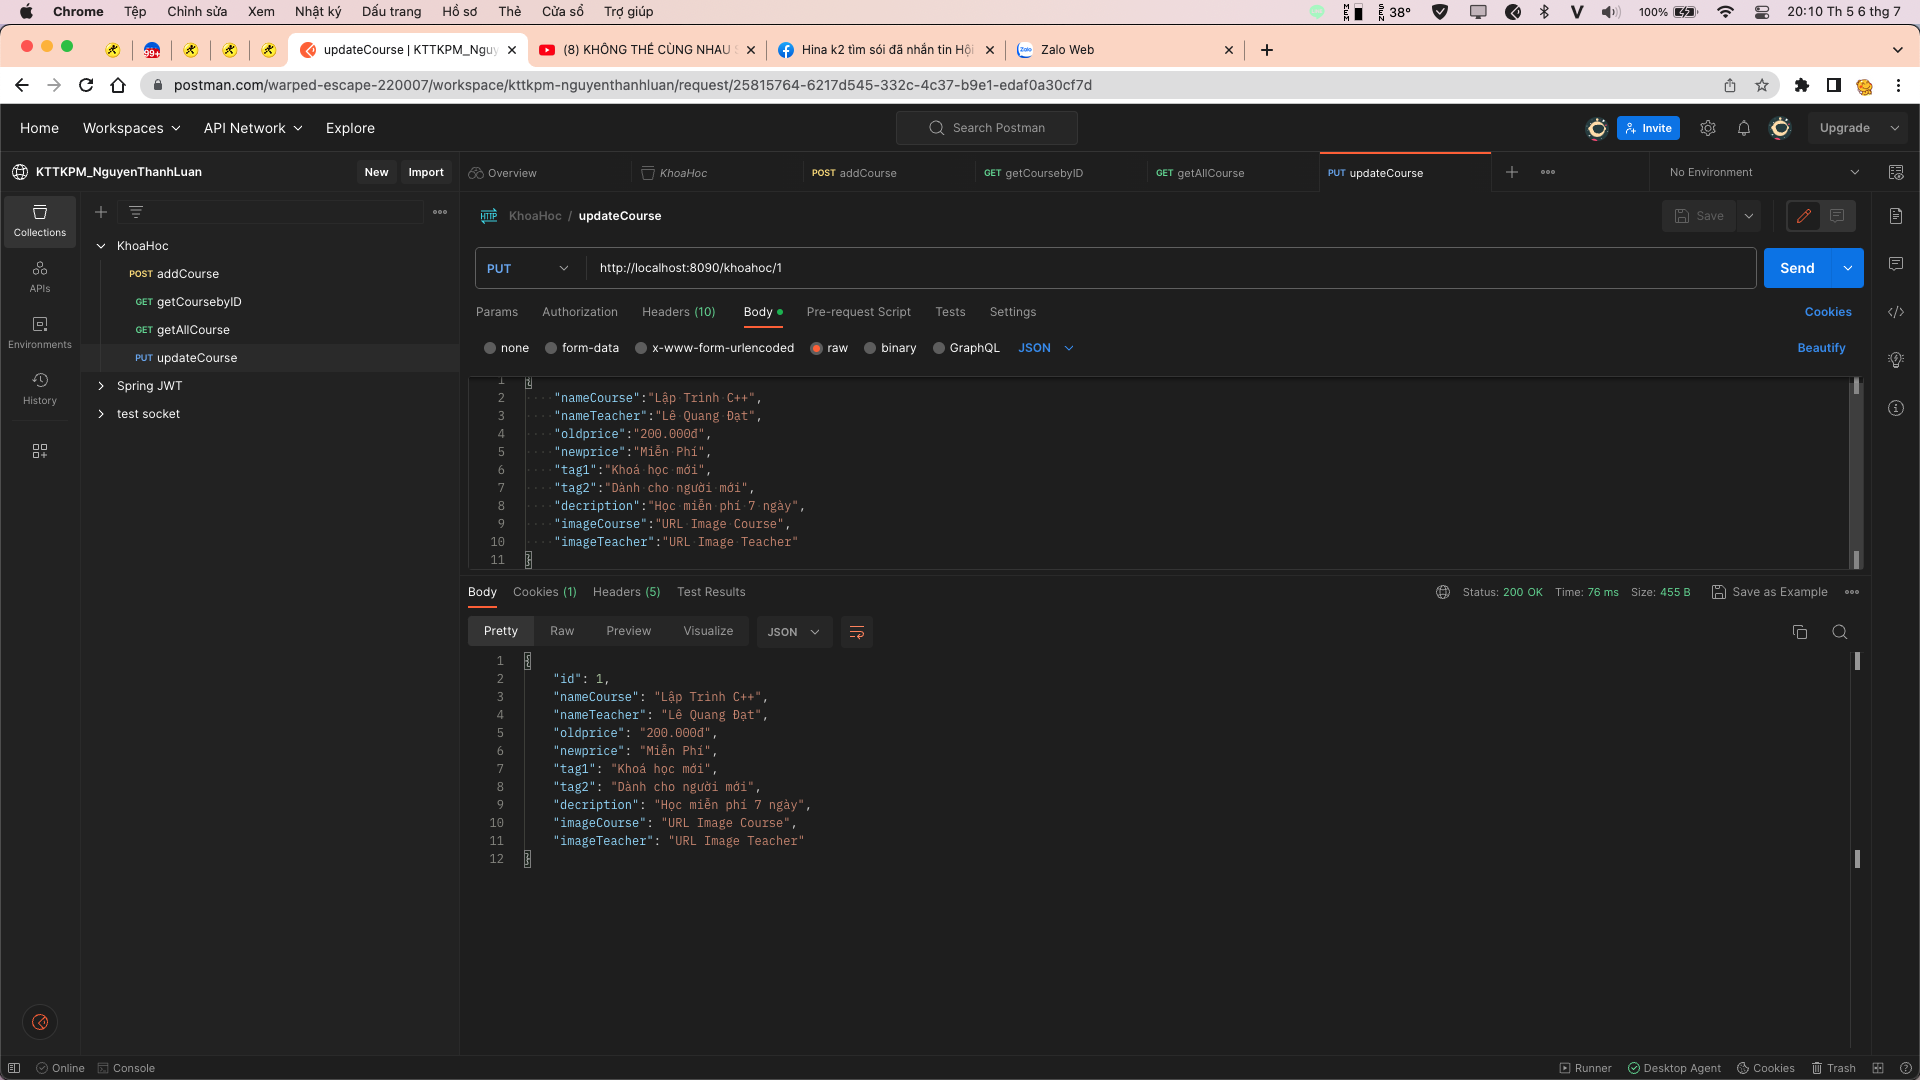 Chrome Tệp Chỉnh sửa Xem Nhật ký Dấu trang Hồ sơ Thẻ Cửa sổ Trợ giúp
MEM SEN 38° V 100% 20:10 Th 5 6 thg 7
99+ updateCourse | KTTKPM_Nguy (8) KHÔNG THỂ CÙNG NHAU S Hina k2 tìm sói đã nhắn tin Hội Zalo Zalo Web
postman.com/warped-escape-220007/workspace/kttkpm-nguyenthanhluan/request/25815764-6217d545-332c-4c37-b9e1-edaf0a30cf7d
Home Workspaces API Network Explore Search Postman Invite Upgrade
KTTKPM_NguyenThanhLuan New Import Overview KhoaHoc POST addCourse GET getCoursebyID GET getAllCourse PUT updateCourse No Environment
HTTP KhoaHoc / updateCourse Save
Collections
APIs
Environments
History
KhoaHoc
POST addCourse
GET getCoursebyID
GET getAllCourse
PUT updateCourse
Spring JWT
test socket
PUT http://localhost:8090/khoahoc/1 Send
Params Authorization Headers (10) Body Pre-request Script Tests Settings Cookies
none form-data x-www-form-urlencoded raw binary GraphQL JSON Beautify
1 {
2 "nameCourse":"Lập Trình C++",
3 "nameTeacher":"Lê Quang Đạt",
4 "oldprice":"200.000đ",
5 "newprice":"Miễn Phí",
6 "tag1":"Khoá học mới",
7 "tag2":"Dành cho người mới",
8 "decription":"Học miễn phí 7 ngày",
9 "imageCourse":"URL Image Course",
10 "imageTeacher":"URL Image Teacher"
11 }
Body Cookies (1) Headers (5) Test Results Status: 200 OK Time: 76 ms Size: 455 B Save as Example
Pretty Raw Preview Visualize JSON
1 {
2 "id": 1,
3 "nameCourse": "Lập Trình C++",
4 "nameTeacher": "Lê Quang Đạt",
5 "oldprice": "200.000đ",
6 "newprice": "Miễn Phí",
7 "tag1": "Khoá học mới",
8 "tag2": "Dành cho người mới",
9 "decription": "Học miễn phí 7 ngày",
10 "imageCourse": "URL Image Course",
11 "imageTeacher": "URL Image Teacher"
12 }
Online Console Runner Desktop Agent Cookies Trash